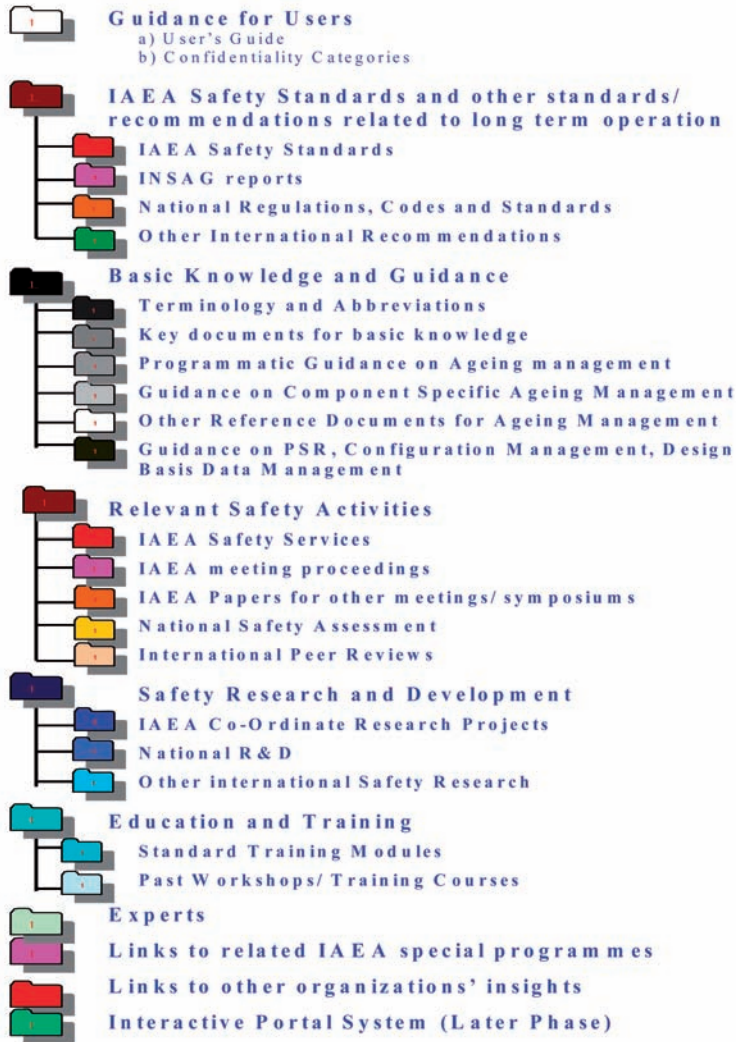 Guidance for Users
a) User's Guide
b) Confidentiality Categories
IAEA Safety Standards and other standards/
recommendations related to long term operation
IAEA Safety Standards
INSAG reports
National Regulations, Codes and Standards
Other International Recommendations
Basic Knowledge and Guidance
Terminology and Abbreviations
Key documents for basic knowledge
Programmatic Guidance on Ageing management
Guidance on Component Specific Ageing Management
Other Reference Documents for Ageing Management
Guidance on PSR, Configuration Management, Design
Basis Data Management
Relevant Safety Activities
IAEA Safety Services
IAEA meeting proceedings
IAEA Papers for other meetings/symposiums
National Safety Assessment
International Peer Reviews
Safety Research and Development
IAEA Co-Ordinate Research Projects
National R&D
Other international Safety Research
Education and Training
Standard Training Modules
Past Workshops/Training Courses
Experts
Links to related IAEA special programmes
Links to other organizations' insights
Interactive Portal System (Later Phase)